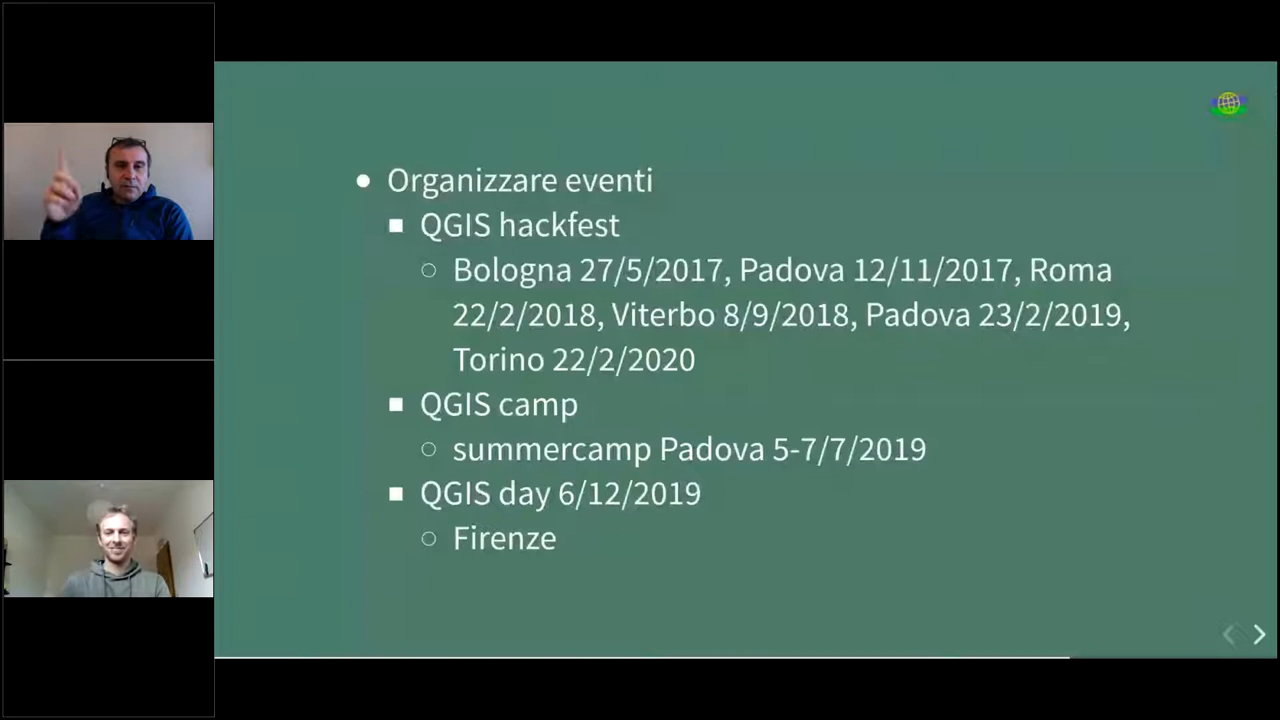 Organizzare eventi
QGIS hackfest
Bologna 27/5/2017, Padova 12/11/2017, Roma
22/2/2018, Viterbo 8/9/2018, Padova 23/2/2019,
Torino 22/2/2020
QGIS camp
summercamp Padova 5-7/7/2019
QGIS day 6/12/2019
Firenze